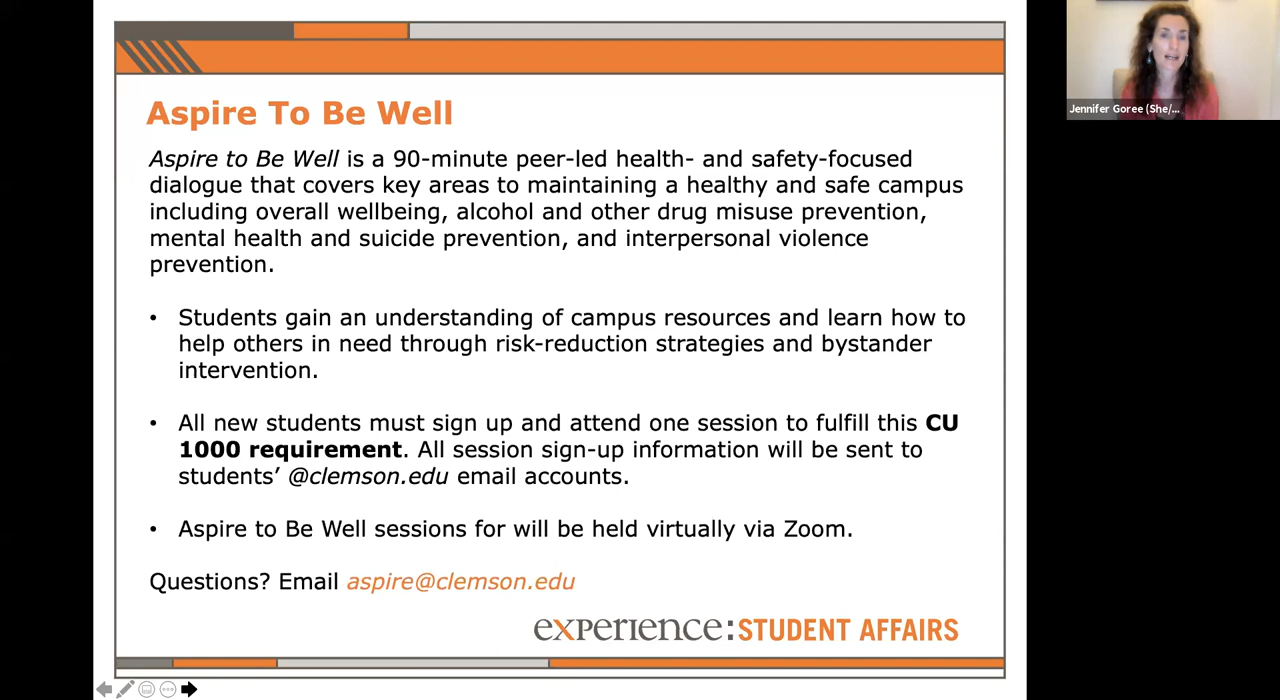 Aspire To Be Well
Aspire to Be Well is a 90-minute peer-led health- and safety-focused
dialogue that covers key areas to maintaining a healthy and safe campus
including overall wellbeing, alcohol and other drug misuse prevention,
mental health and suicide prevention, and interpersonal violence
prevention.
• Students gain an understanding of campus resources and learn how to
help others in need through risk-reduction strategies and bystander
intervention.
• All new students must sign up and attend one session to fulfill this CU
1000 requirement. All session sign-up information will be sent to
students’ @clemson.edu email accounts.
• Aspire to Be Well sessions for will be held virtually via Zoom.
Questions? Email aspire@clemson.edu
experience:STUDENT AFFAIRS
Jennifer Goree (She/...